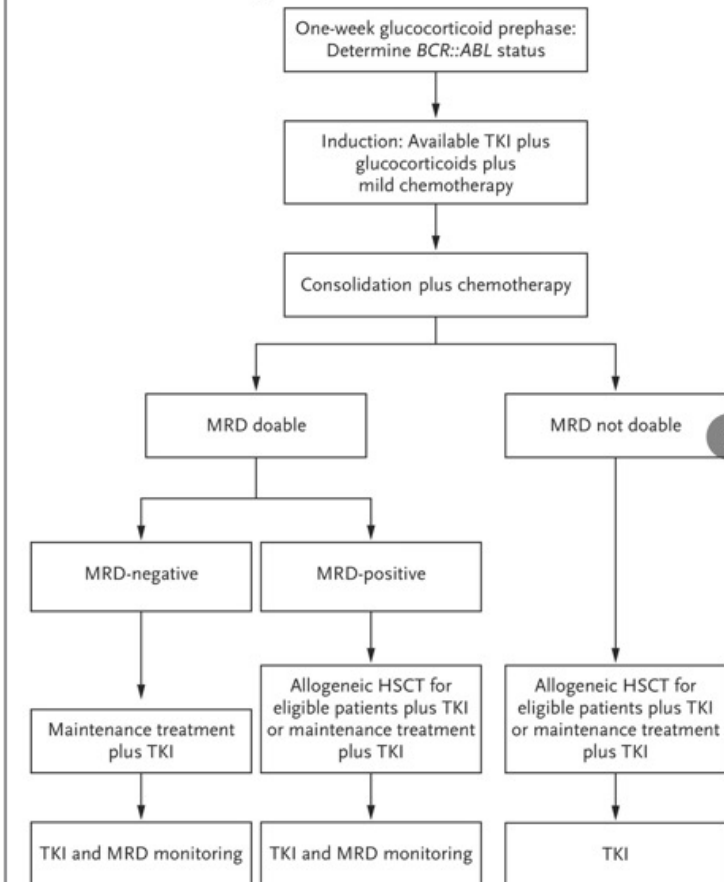 One-week glucocorticoid prephase:
Determine BCR::ABL status
Induction: Available TKI plus
glucocorticoids plus
mild chemotherapy
Consolidation plus chemotherapy
MRD doable
MRD not doable
MRD-negative
MRD-positive
Maintenance treatment
plus TKI
Allogeneic HSCT for
eligible patients plus TKI
or maintenance treatment
plus TKI
Allogeneic HSCT for
eligible patients plus TKI
or maintenance treatment
plus TKI
TKI and MRD monitoring
TKI and MRD monitoring
TKI